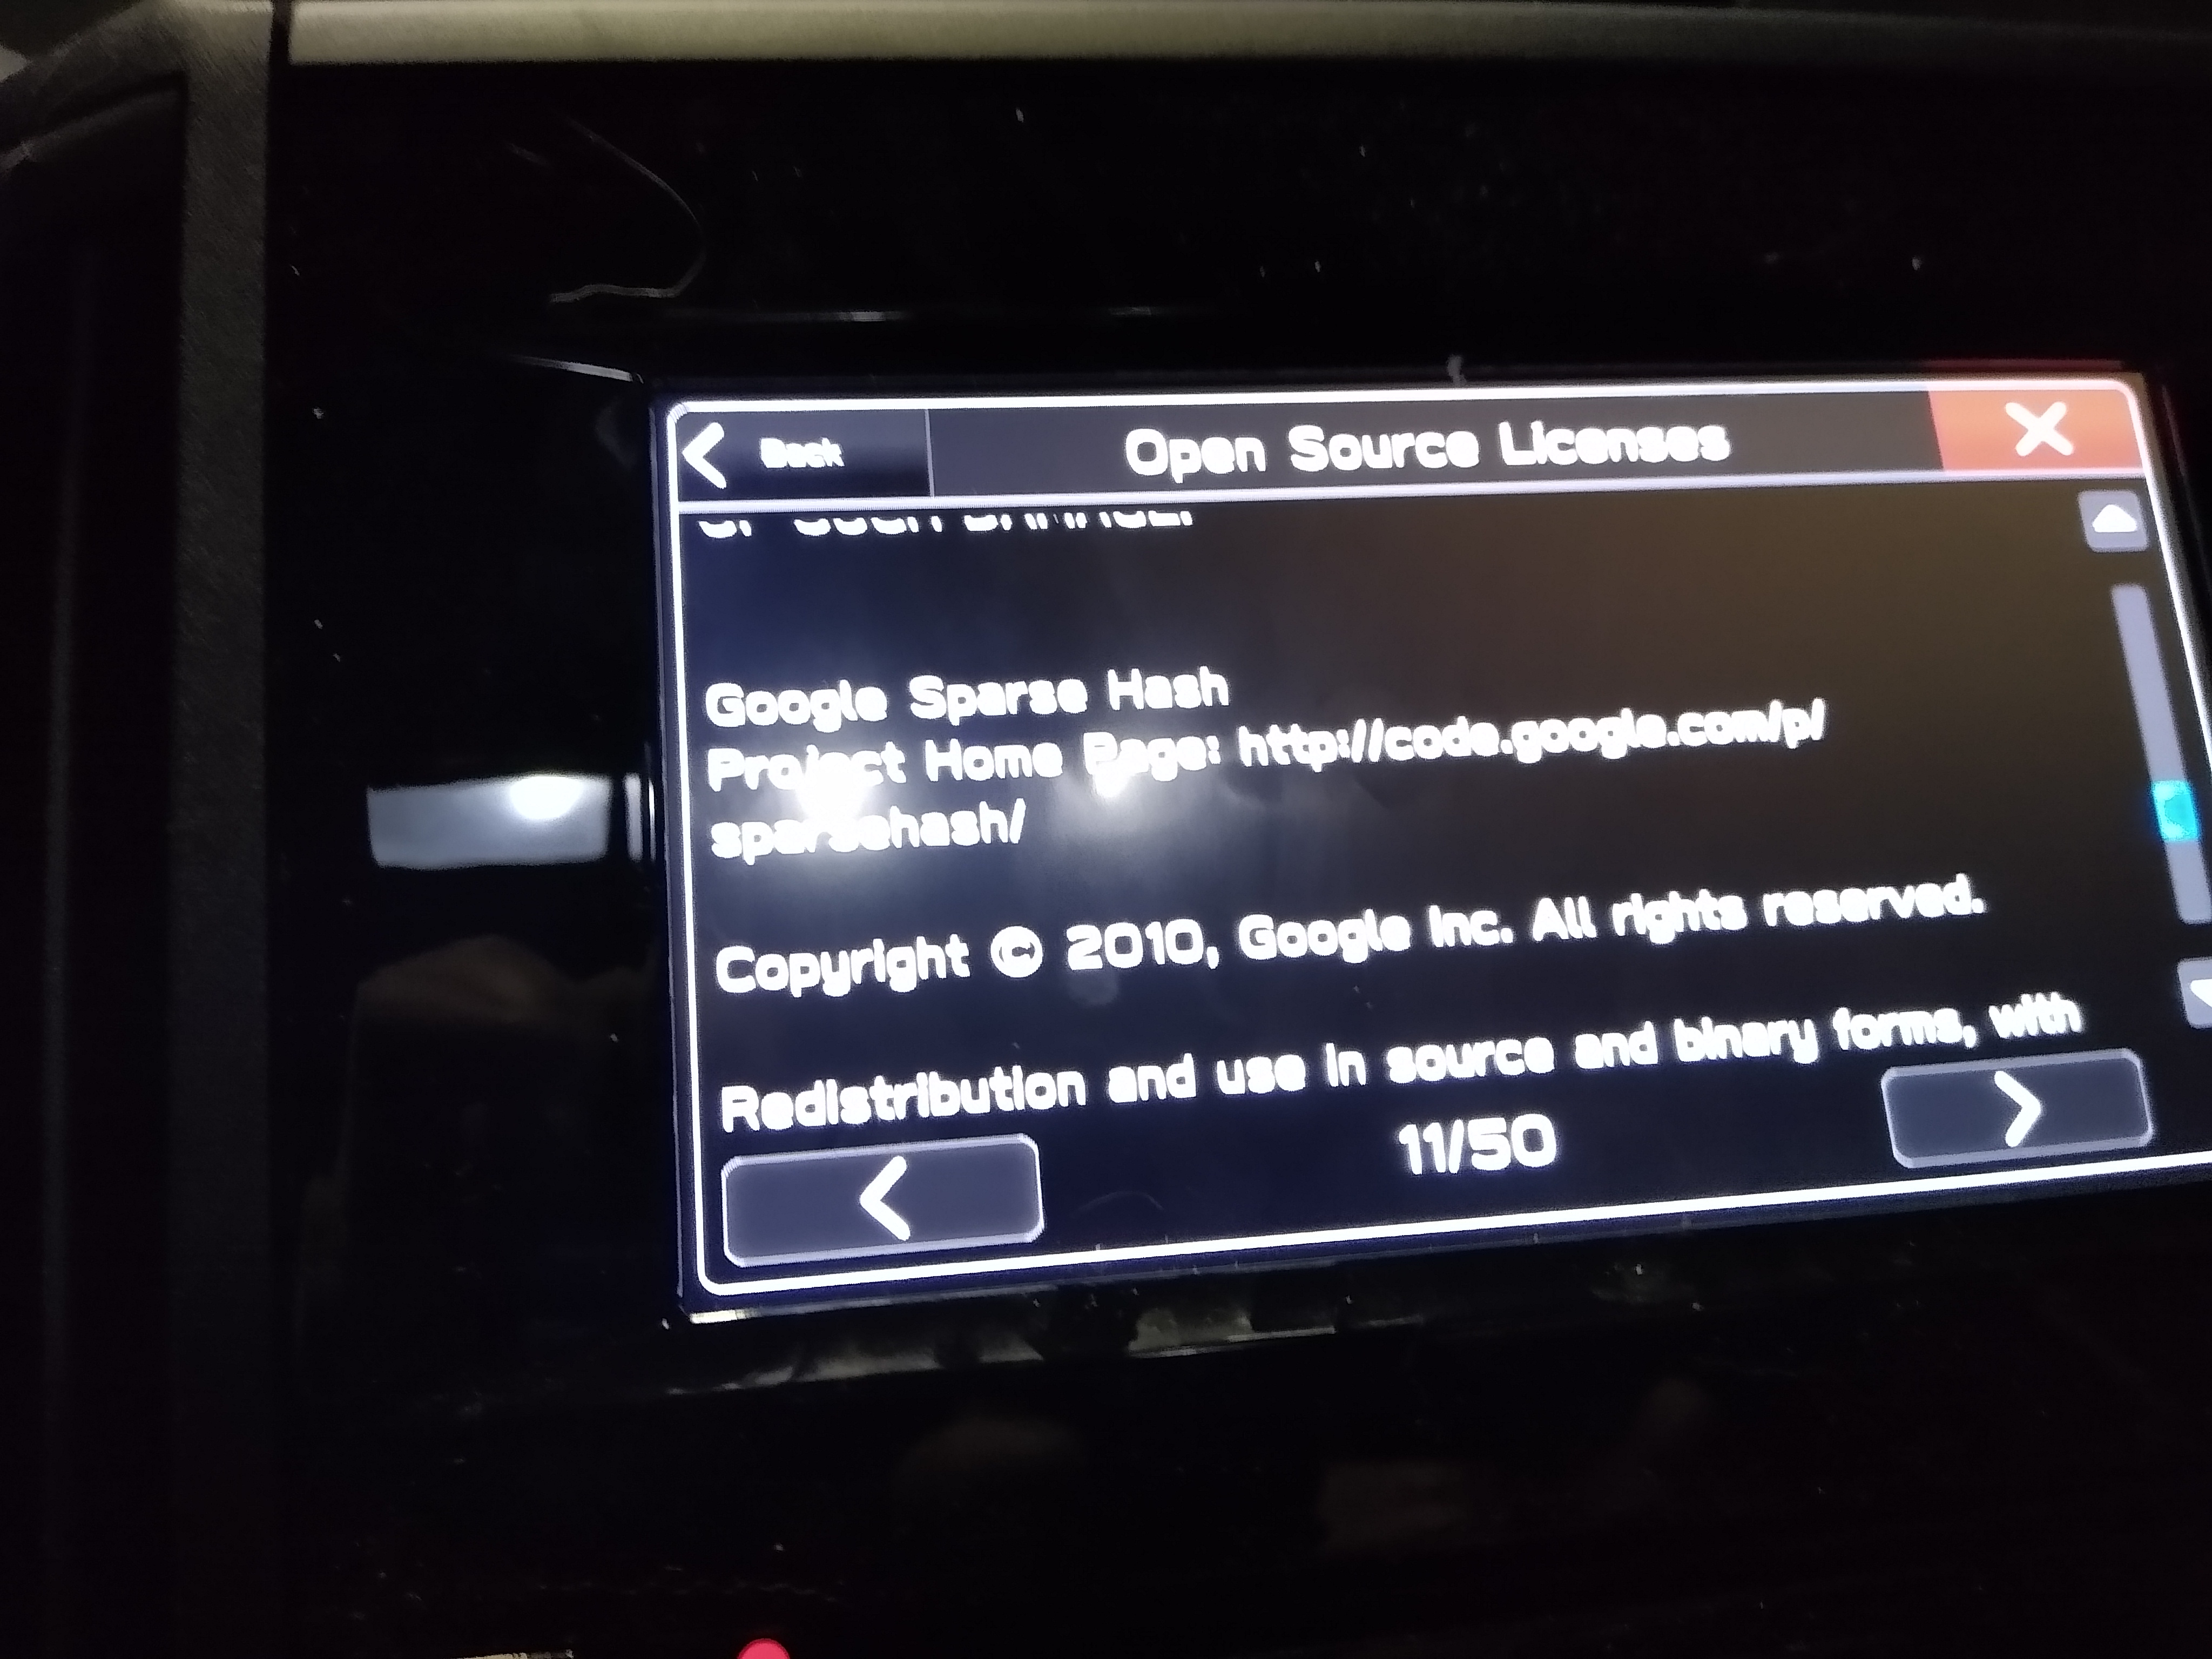 Back
Open Source Licenses
Google Sparse Hash
Project Home Page: http://code.google.com/p/
sparsehash/
Copyright © 2010, Google Inc. All rights reserved.
Redistribution and use in source and binary forms, with
11/50